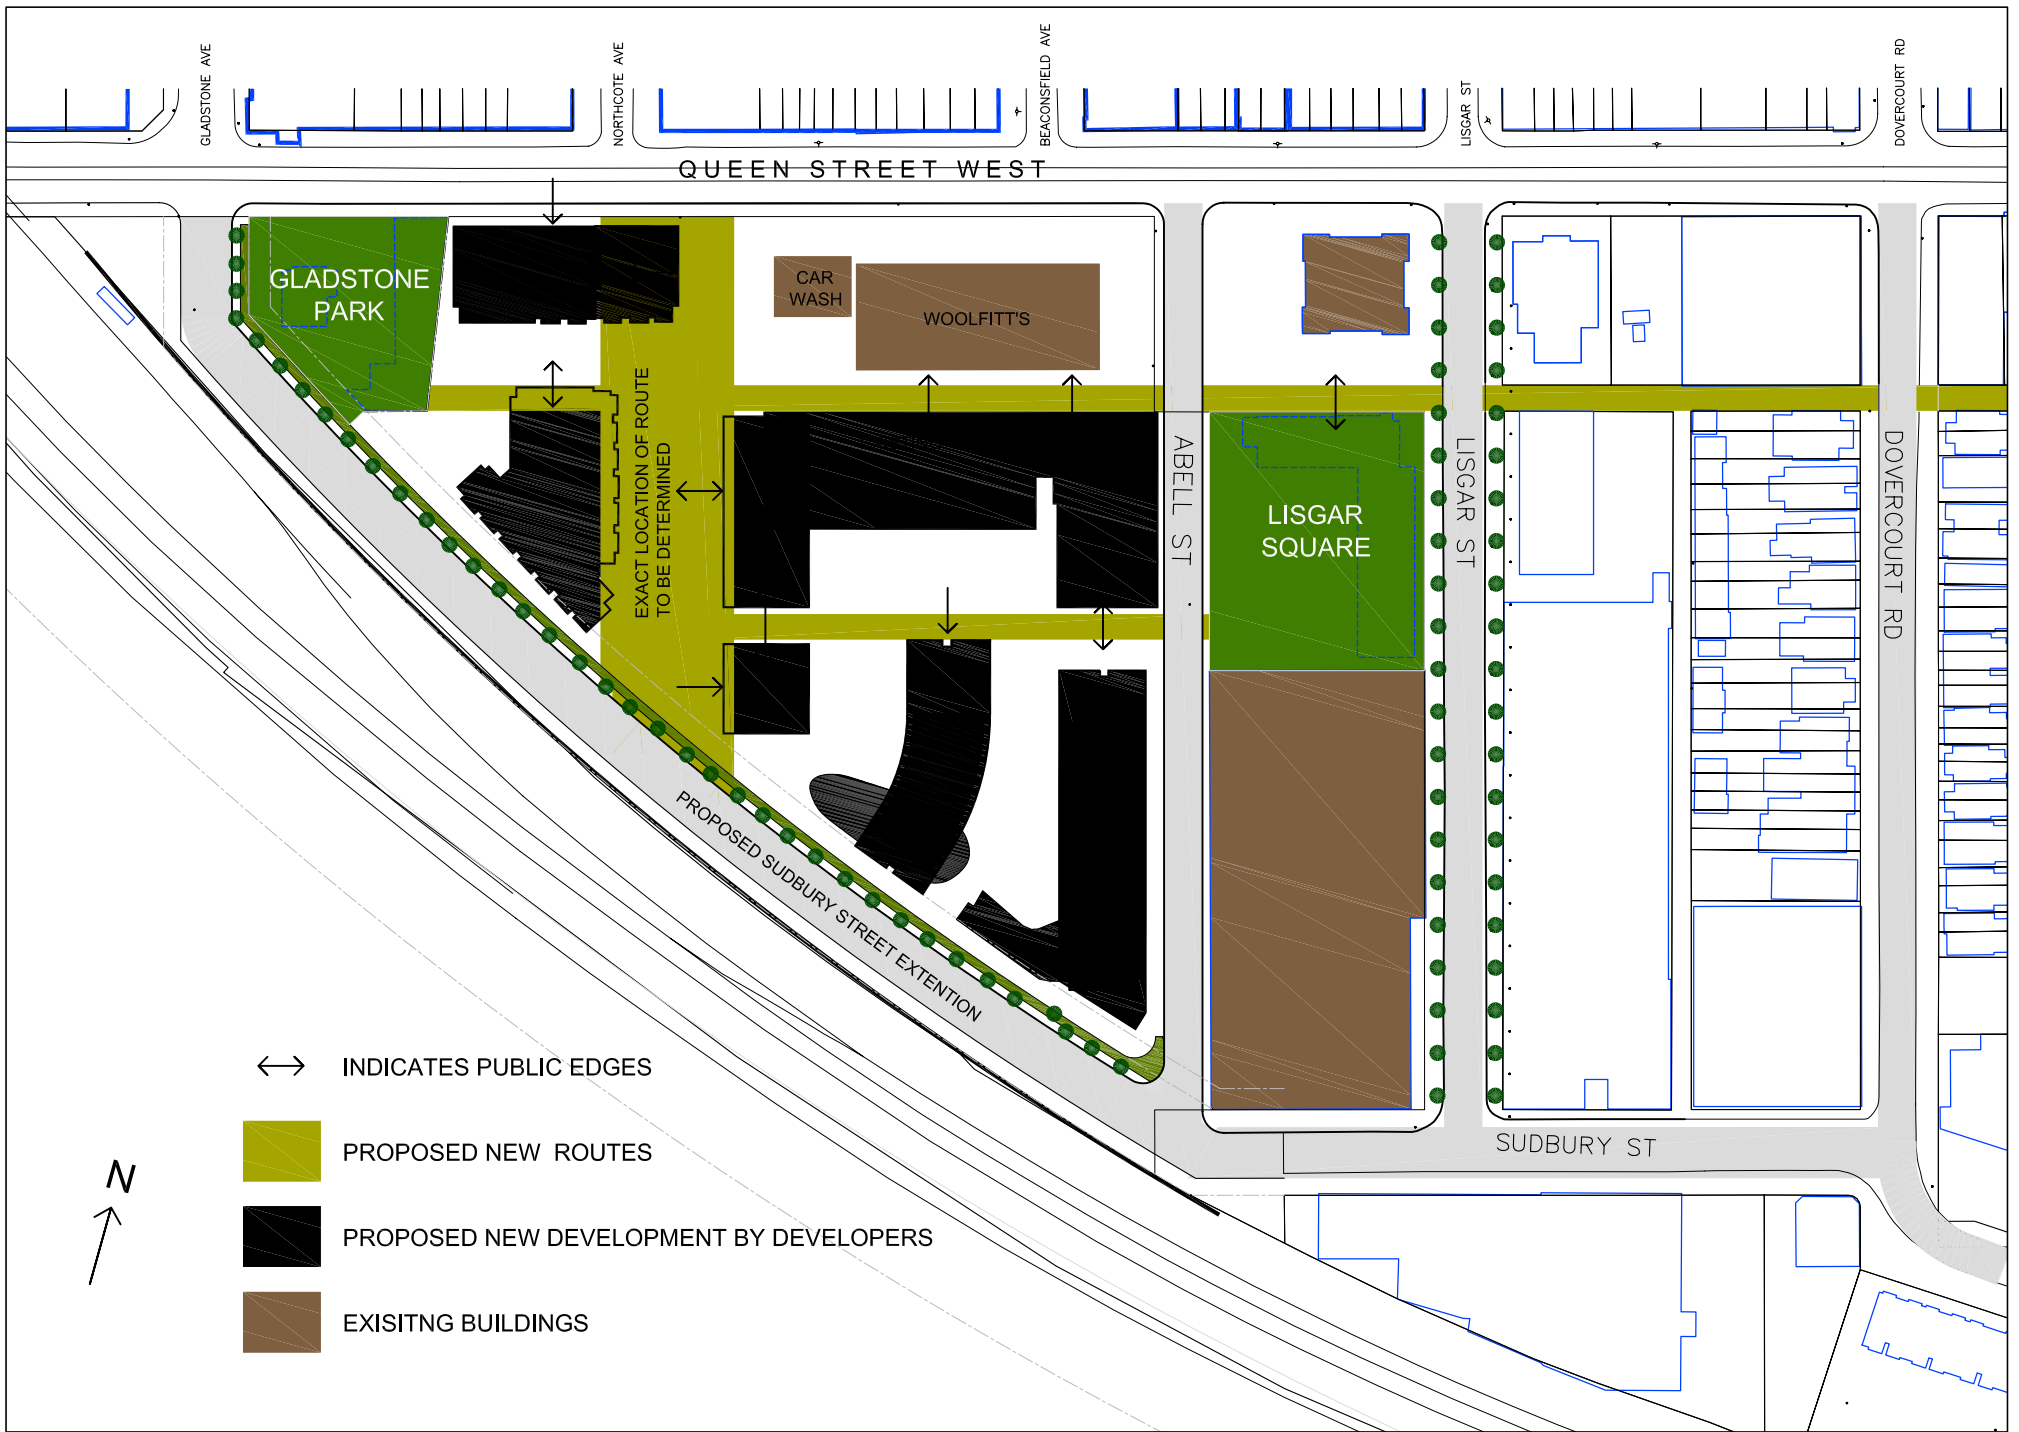 GLADSTONE AVE
NORTHCOTE AVE
BEACONSFIELD AVE
LISGAR ST
DOVERCOURT RD
QUEEN STREET WEST
GLADSTONE
PARK
CAR
WASH
WOOLFITT'S
EXACT LOCATION OF ROUTE
TO BE DETERMINED
ABELL ST
LISGAR
SQUARE
LISGAR ST
DOVERCOURT RD
PROPOSED SUDBURY STREET EXTENTION
SUDBURY ST
INDICATES PUBLIC EDGES
PROPOSED NEW ROUTES
PROPOSED NEW DEVELOPMENT BY DEVELOPERS
EXISITNG BUILDINGS
N